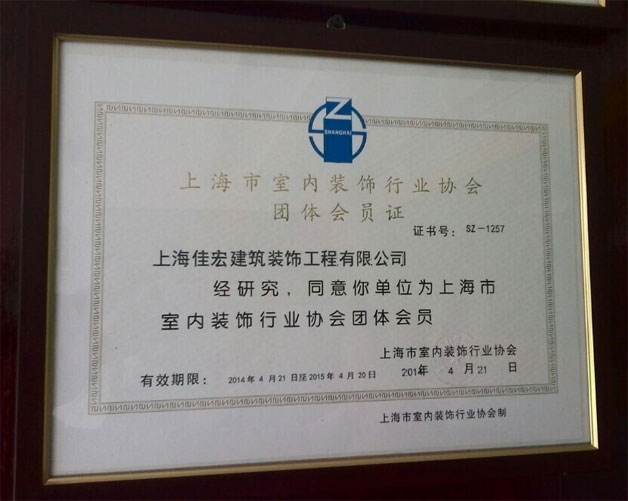 SHANGHAI
上海市室内装饰行业协会
团体会员证
证书号: SZ-1257
上海佳宏建筑装饰工程有限公司
经研究, 同意你单位为上海市
室内装饰行业协会团体会员
上海市室内装饰行业协会
有效期限: 2014年4月21日至2015年4月20日 2014年 4 月 21 日
上海市室内装饰行业协会制